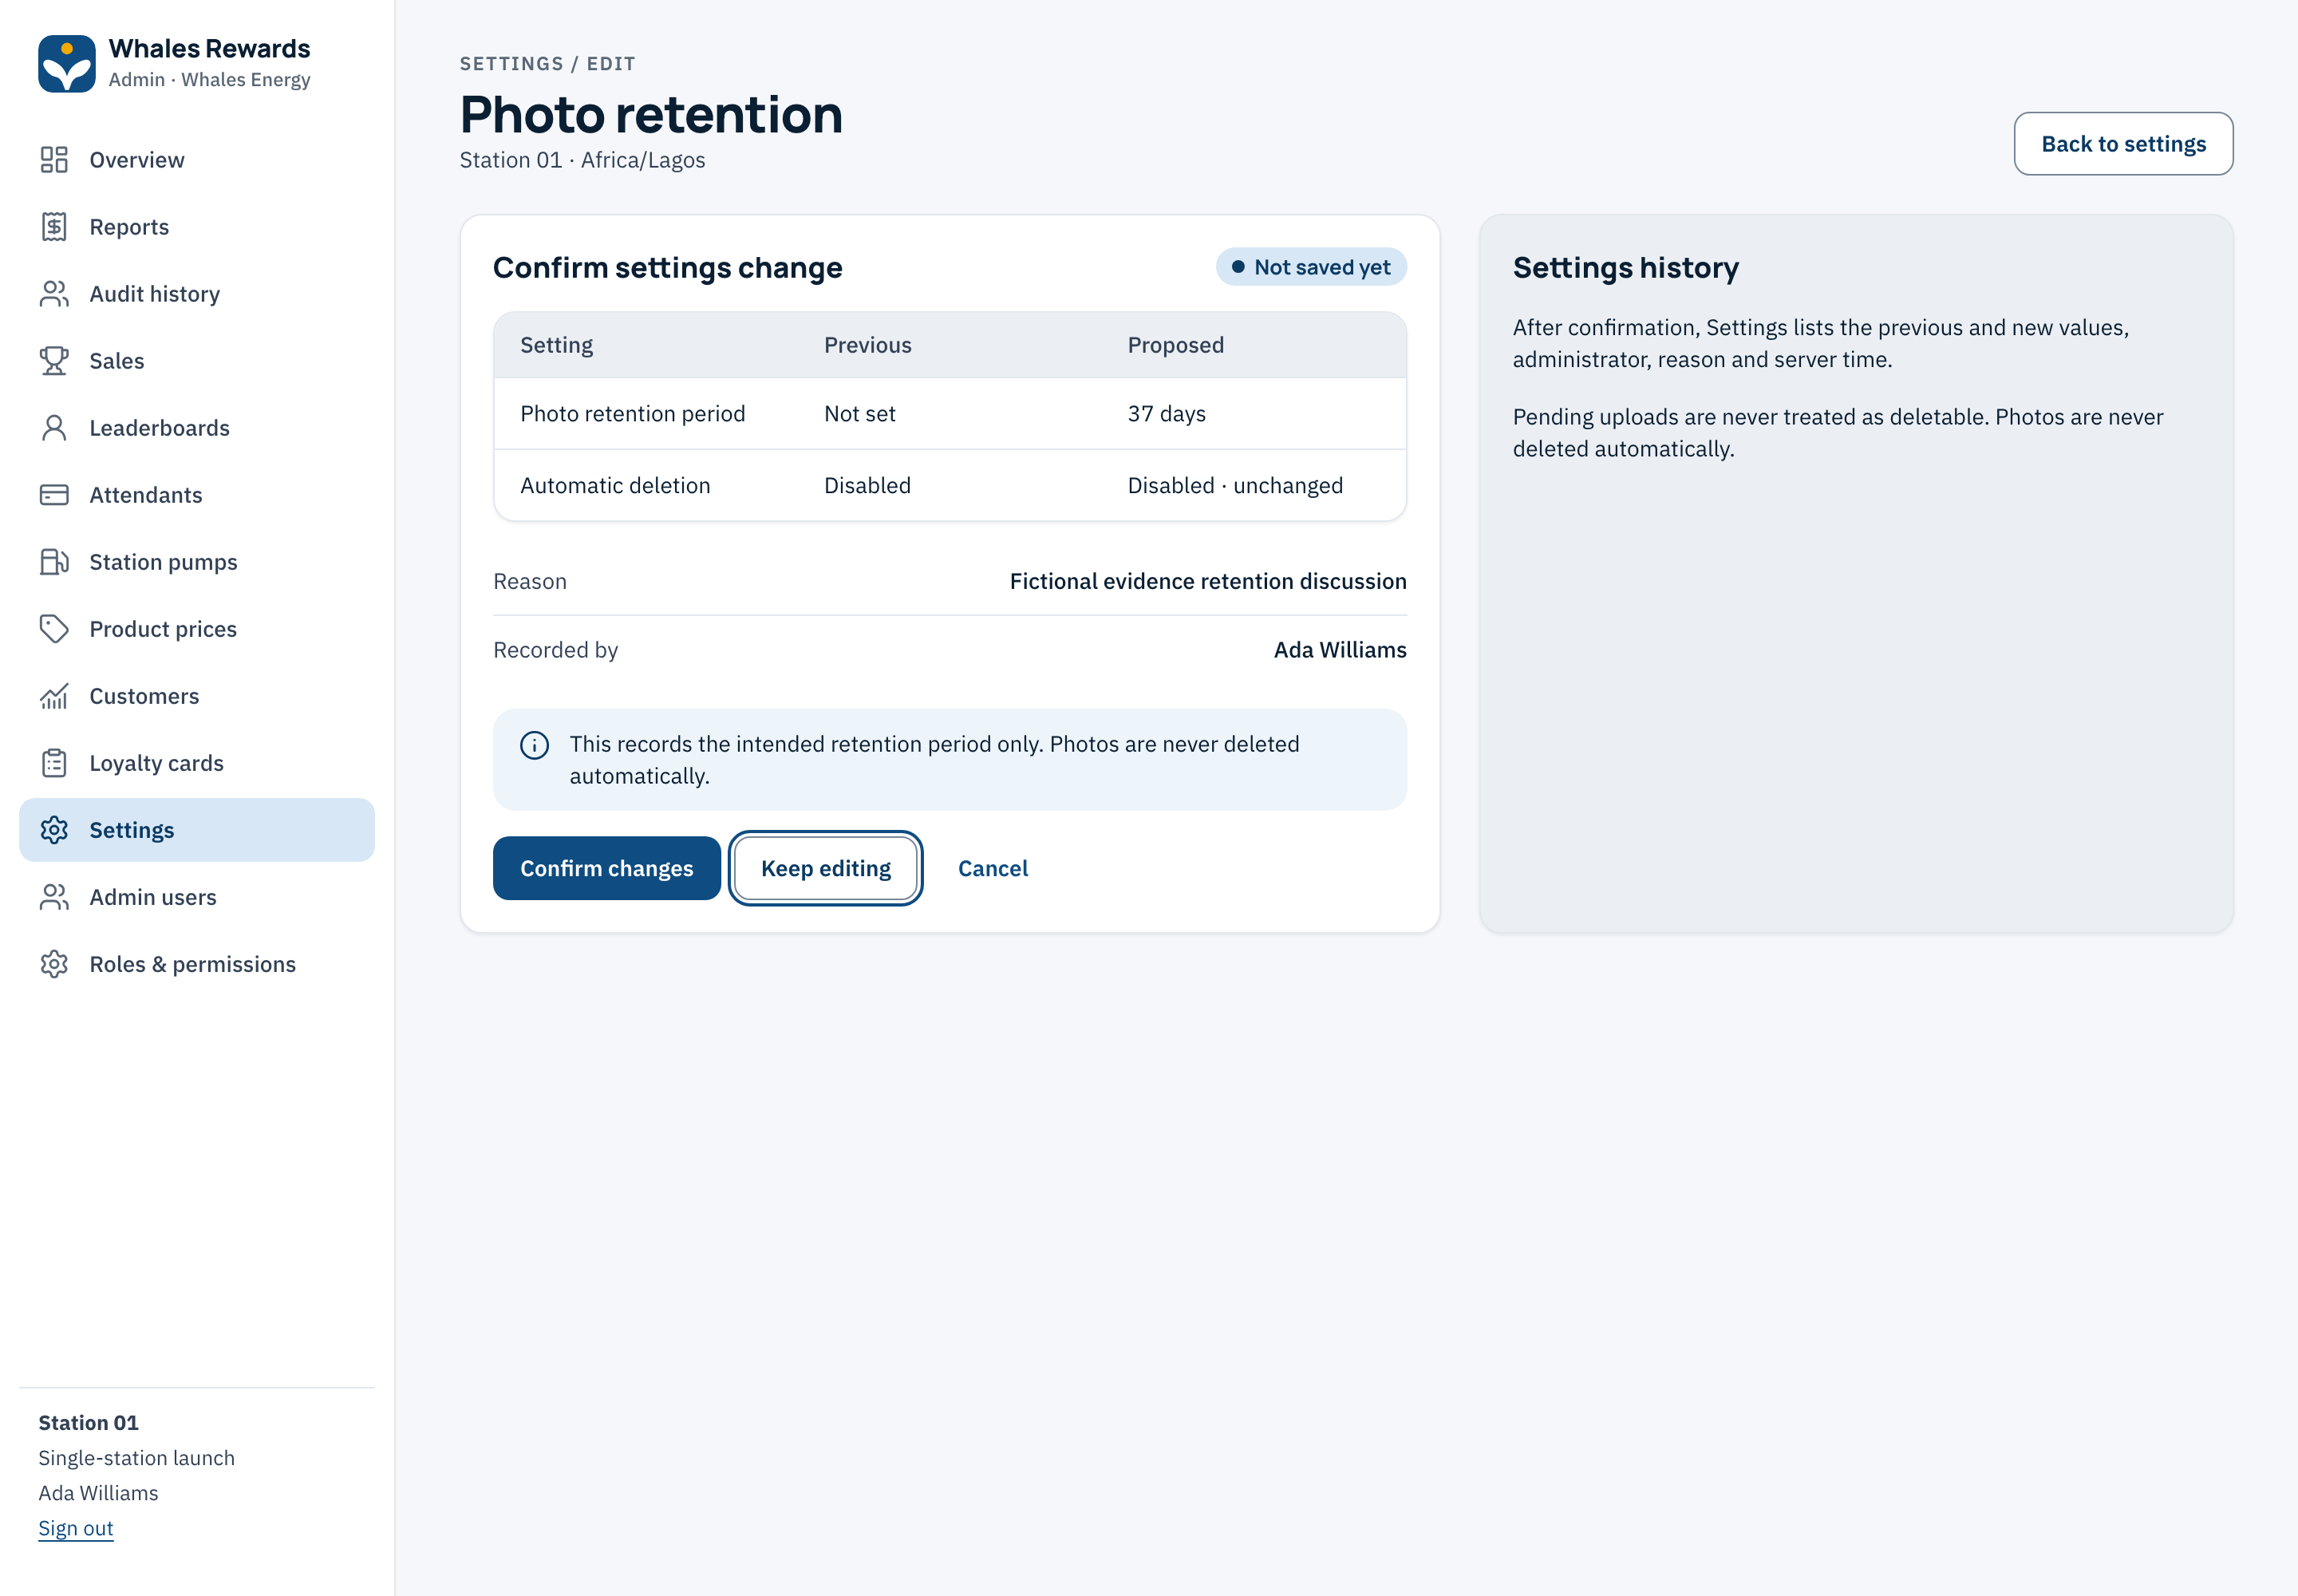 Whales Rewards
Admin · Whales Energy
Overview
Reports
Audit history
Sales
Leaderboards
Attendants
Station pumps
Product prices
Customers
Loyalty cards
Settings
Admin users
Roles & permissions
Station 01
Single-station launch
Ada Williams
Sign out
SETTINGS / EDIT
Photo retention
Station 01 · Africa/Lagos
Back to settings
Confirm settings change
Not saved yet
Setting Previous Proposed
Photo retention period Not set 37 days
Automatic deletion Disabled Disabled · unchanged
Reason Fictional evidence retention discussion
Recorded by Ada Williams
This records the intended retention period only. Photos are never deleted
automatically.
Confirm changes Keep editing Cancel
Settings history
After confirmation, Settings lists the previous and new values,
administrator, reason and server time.
Pending uploads are never treated as deletable. Photos are never
deleted automatically.